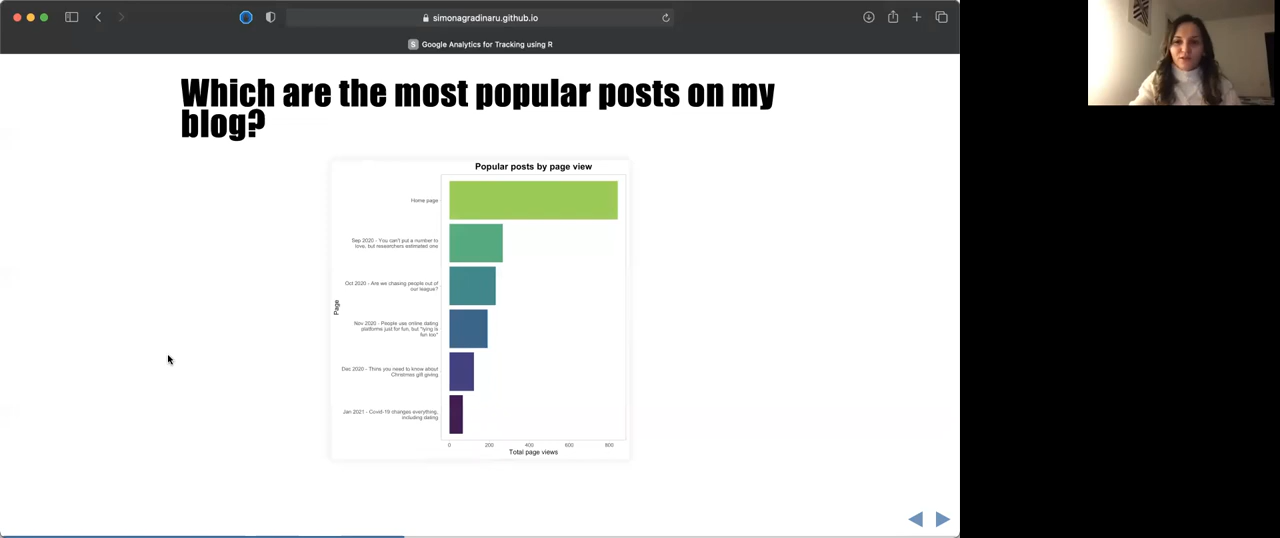 simonagradinaru.github.io
S Google Analytics for Tracking using R
Which are the most popular posts on my
blog?
Popular posts by page view
Home page
Sep 2020 - You can't put a number to
love, but researchers estimated one
Oct 2020 - Are we chasing people out of
our league?
Nov 2020 - People use online dating
platforms just for fun, but "lying is
fun too"
Dec 2020 - Things you need to know about
Christmas gift giving
Jan 2021 - Covid-19 changes everything,
including dating
Page
0 200 400 600 800
Total page views